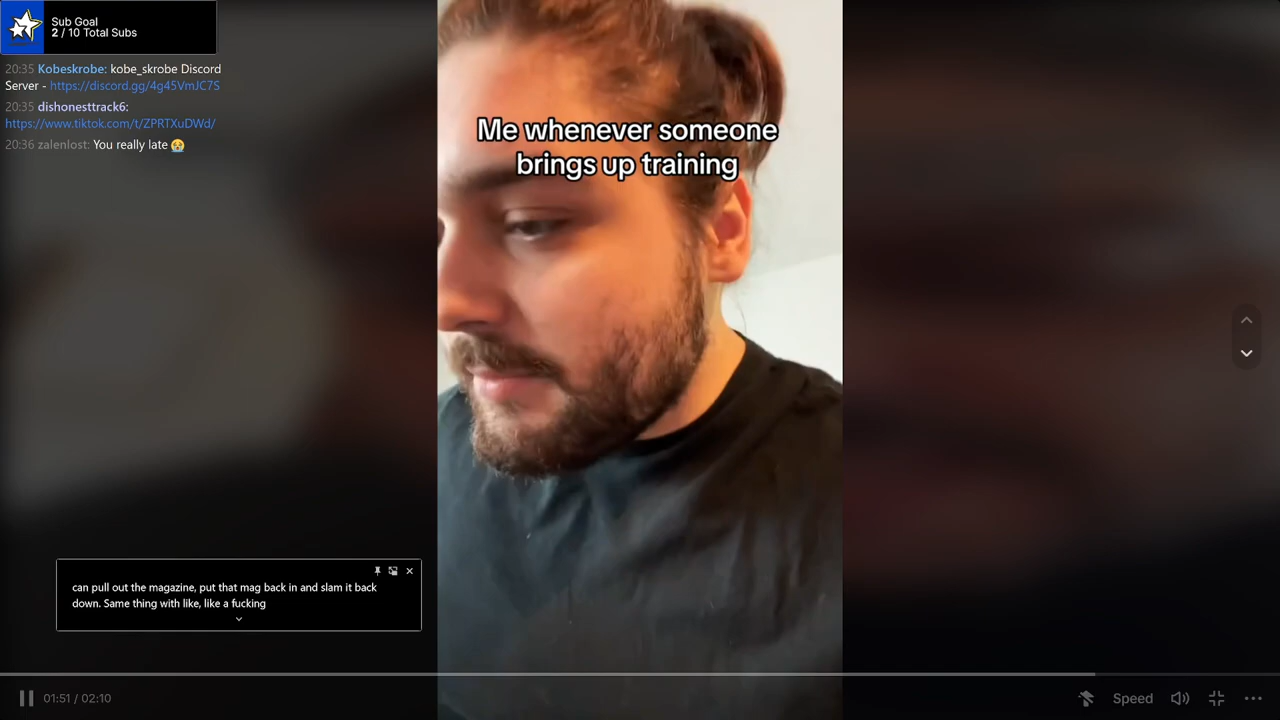 Sub Goal
2 / 10 Total Subs
20:35 Kobeskrobe: kobe_skrobe Discord
Server - https://discord.gg/4g45VmJC7S
20:35 dishonesttrack6:
https://www.tiktok.com/t/ZPRTXuDWd/
20:36 zalenlost: You really late 😭
Me whenever someone
brings up training
can pull out the magazine, put that mag back in and slam it back
down. Same thing with like, like a fucking
01:51 / 02:10
Speed